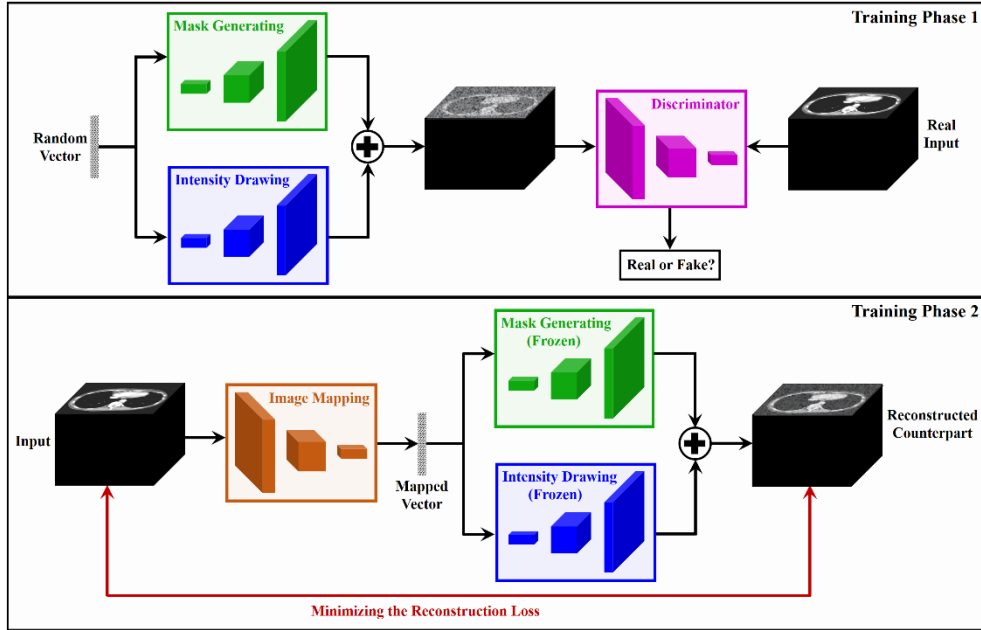 Training Phase 1
Mask Generating
Random
Vector
Intensity Drawing
Discriminator
Real
Input
Real or Fake?
Training Phase 2
Mask Generating
(Frozen)
Input
Image Mapping
Mapped
Vector
Intensity Drawing
(Frozen)
Reconstructed
Counterpart
Minimizing the Reconstruction Loss